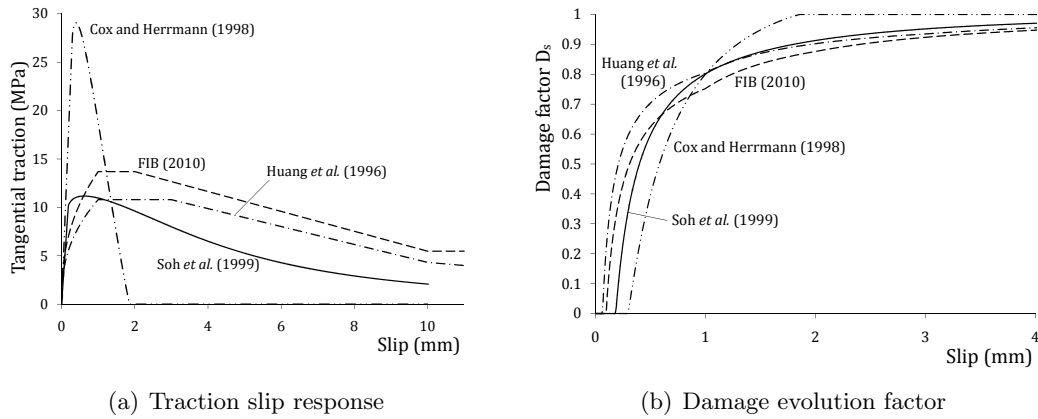 30
25
20
15
10
5
0
Tangential traction (MPa)
Cox and Herrmann (1998)
FIB (2010)
Huang et al. (1996)
Soh et al. (1999)
0 2 4 6 8 10
Slip (mm)
(a) Traction slip response
1
0.9
0.8
0.7
0.6
0.5
0.4
0.3
0.2
0.1
0
Damage factor Ds
Huang et al.
(1996)
FIB (2010)
Cox and Herrmann (1998)
Soh et al. (1999)
0 1 2 3 4
Slip (mm)
(b) Damage evolution factor